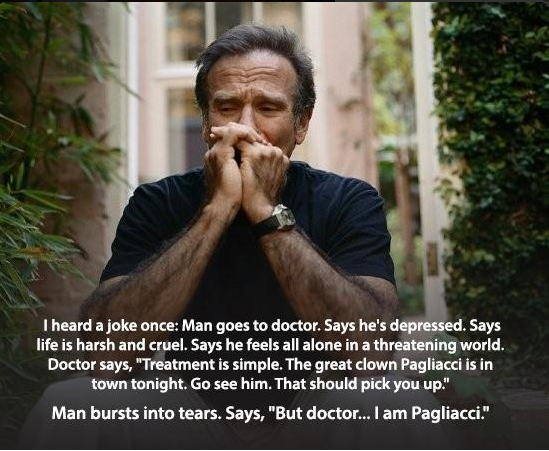 I heard a joke once: Man goes to doctor. Says he's depressed. Says
life is harsh and cruel. Says he feels all alone in a threatening world.
Doctor says, "Treatment is simple. The great clown Pagliacci is in
town tonight. Go see him. That should pick you up."
Man bursts into tears. Says, "But doctor... I am Pagliacci."